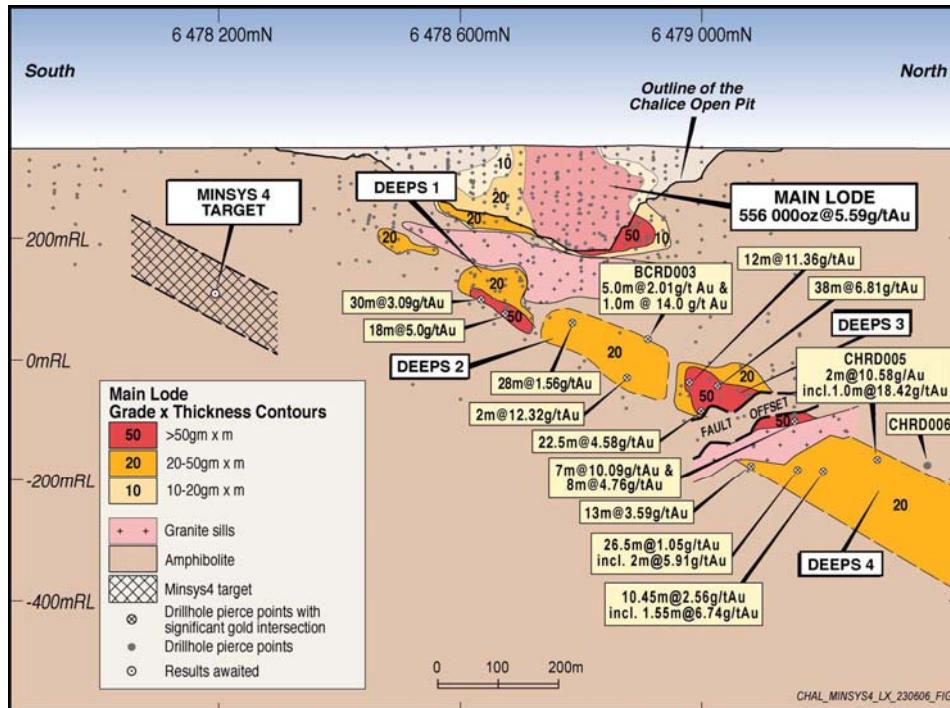 6 478 200mN
6 478 600mN
6 479 000mN
South
North
Outline of the
Chalice Open Pit
10
DEEPS 1
MINSYS 4
TARGET
20
20
MAIN LODE
556 000oz@5.59g/tAu
50
10
200mRL
20
12m@11.36g/tAu
BCRD003
5.0m@2.01g/t Au &
1.0m @ 14.0 g/t Au
38m@6.81g/tAu
20
30m@3.09g/tAu
50
18m@5.0g/tAu
DEEPS 3
0mRL
DEEPS 2
20
20
CHRD005
2m@10.58g/Au
incl.1.0m@18.42g/tAu
28m@1.56g/tAu
50
2m@12.32g/tAu
FAULT OFFSET
50
CHRD006
22.5m@4.58g/tAu
7m@10.09g/tAu &
8m@4.76g/tAu
-200mRL
13m@3.59g/tAu
20
26.5m@1.05g/tAu
incl. 2m@5.91g/tAu
DEEPS 4
10.45m@2.56g/tAu
incl. 1.55m@6.74g/tAu
-400mRL
Main Lode
Grade x Thickness Contours
50 >50gm x m
20 20-50gm x m
10 10-20gm x m
Granite sills
Amphibolite
Minsys4 target
Drillhole pierce points with
significant gold intersection
Drillhole pierce points
Results awaited
0 100 200m
CHAL_MINSYS4_LX_230606_FIG